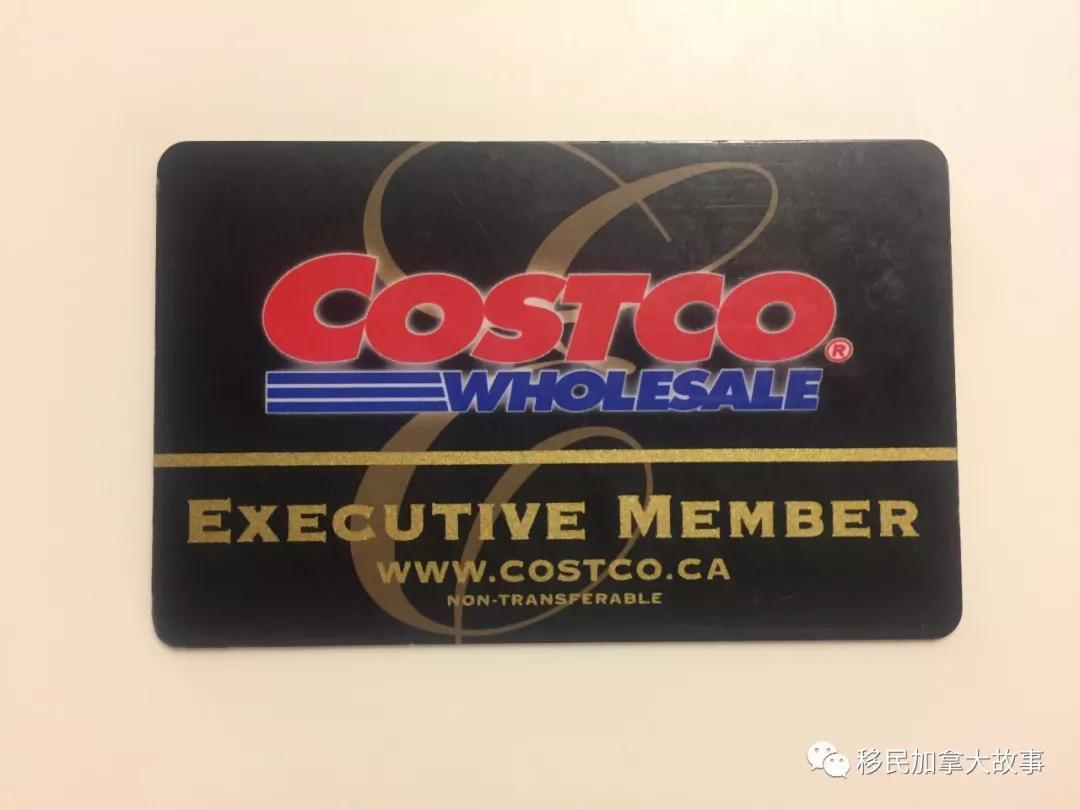 COSTCO®
WHOLESALE
EXECUTIVE MEMBER
WWW.COSTCO.CA
NON-TRANSFERABLE
移民加拿大故事